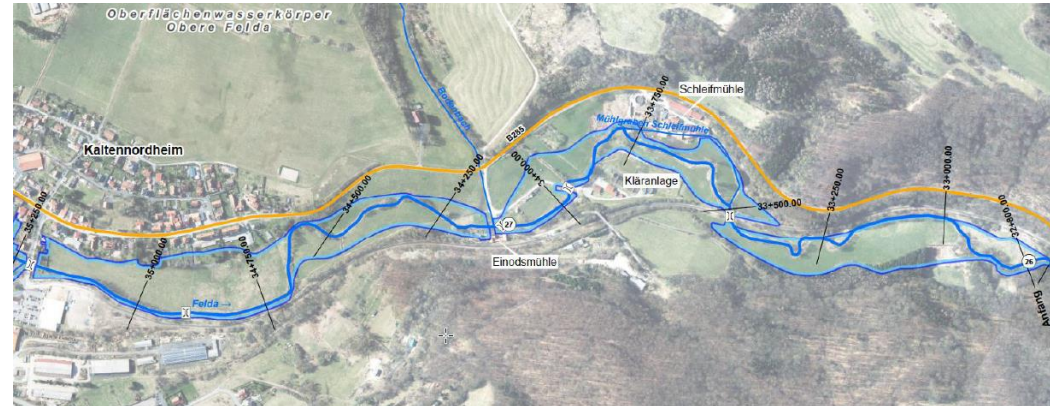 Oberflächenwasserkörper
Obere Felda
Kaltennordheim
B285
Schleifmühle
Mühlgraben Schleifmühle
Kläranlage
Einodsmühle
Felda →
35+250.00
35+000.00
34+750.00
34+500.00
34+250.00
34+000.00
33+750.00
33+500.00
33+250.00
33+000.00
32+800.00
27
26
Anfang